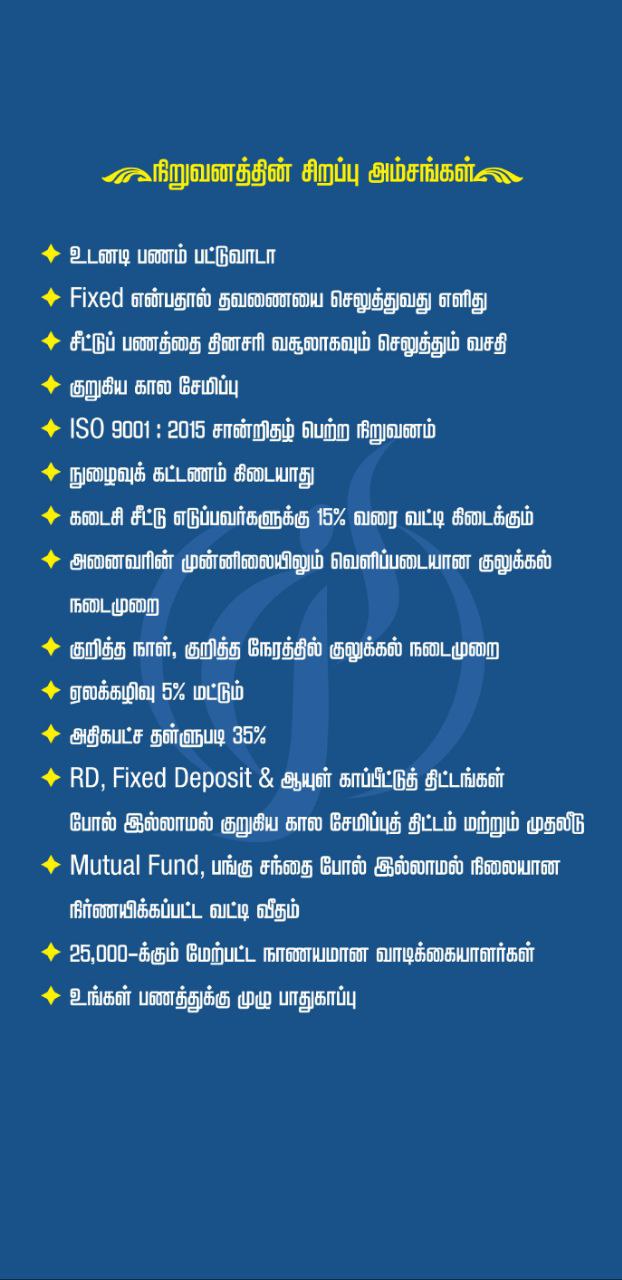 நிறுவனத்தின் சிறப்பு அம்சங்கள்
உடனடி பணம் பட்டுவாடா
Fixed என்பதால் தவணையை செலுத்துவது எளிது
சீட்டுப் பணத்தை தினசரி வசூலாகவும் செலுத்தும் வசதி
குறுகிய கால சேமிப்பு
ISO 9001 : 2015 சான்றிதழ் பெற்ற நிறுவனம்
நுழைவுக் கட்டணம் கிடையாது
கடைசி சீட்டு எடுப்பவர்களுக்கு 15% வரை வட்டி கிடைக்கும்
அனைவரின் முன்னிலையிலும் வெளிப்படையான குலுக்கல்
நடைமுறை
குறித்த நாள், குறித்த நேரத்தில் குலுக்கல் நடைமுறை
ஏலக்கழிவு 5% மட்டும்
அதிகபட்ச தள்ளுபடி 35%
RD, Fixed Deposit & ஆயுள் காப்பீட்டுத் திட்டங்கள்
போல் இல்லாமல் குறுகிய கால சேமிப்புத் திட்டம் மற்றும் முதலீடு
Mutual Fund, பங்கு சந்தை போல் இல்லாமல் நிலையான
நிர்ணயிக்கப்பட்ட வட்டி வீதம்
25,000-க்கும் மேற்பட்ட நாணயமான வாடிக்கையாளர்கள்
உங்கள் பணத்துக்கு முழு பாதுகாப்பு